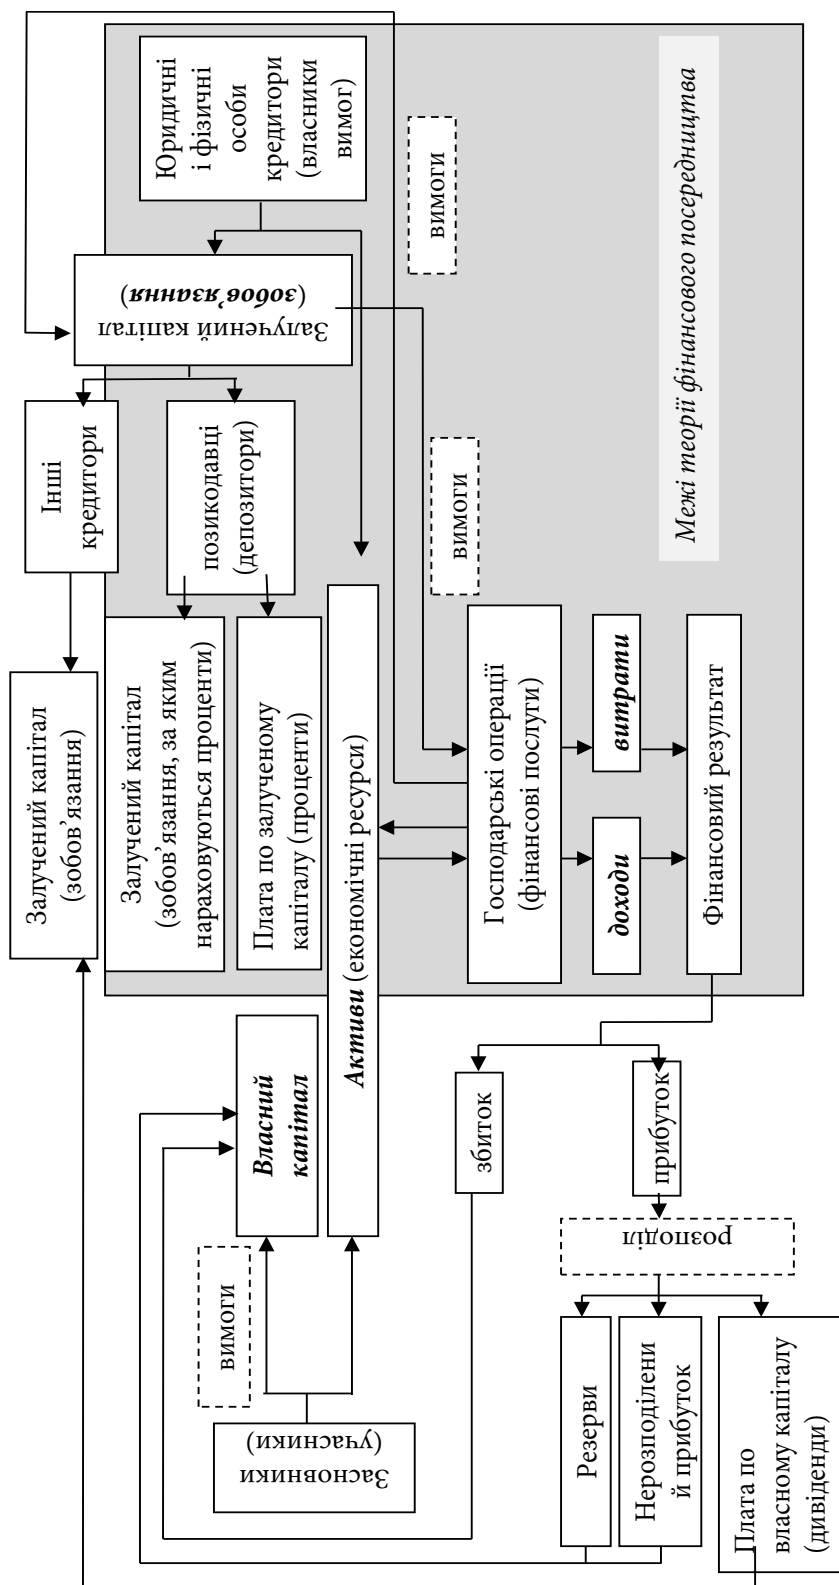 Юридичні
і фізичні
особи
кредитори
(власники
вимог)
Залучений капітал
(зобов’язання)
вимоги
Інші
кредитори
позикодавці
(депозитори)
вимоги
Межі теорії фінансового посередництва
Залучений капітал
(зобов’язання)
Залучений капітал
(зобов’язання, за яким
нараховуються проценти)
Плата по залученому
капіталу (проценти)
Активи (економічні ресурси)
Господарські операції
(фінансові послуги)
витрати
доходи
Фінансовий результат
Власний
капітал
вимоги
Засновники
(учасники)
збиток
прибуток
розподіл
Резерви
Нерозподілени
й прибуток
Плата по
власному капіталу
(дивіденди)